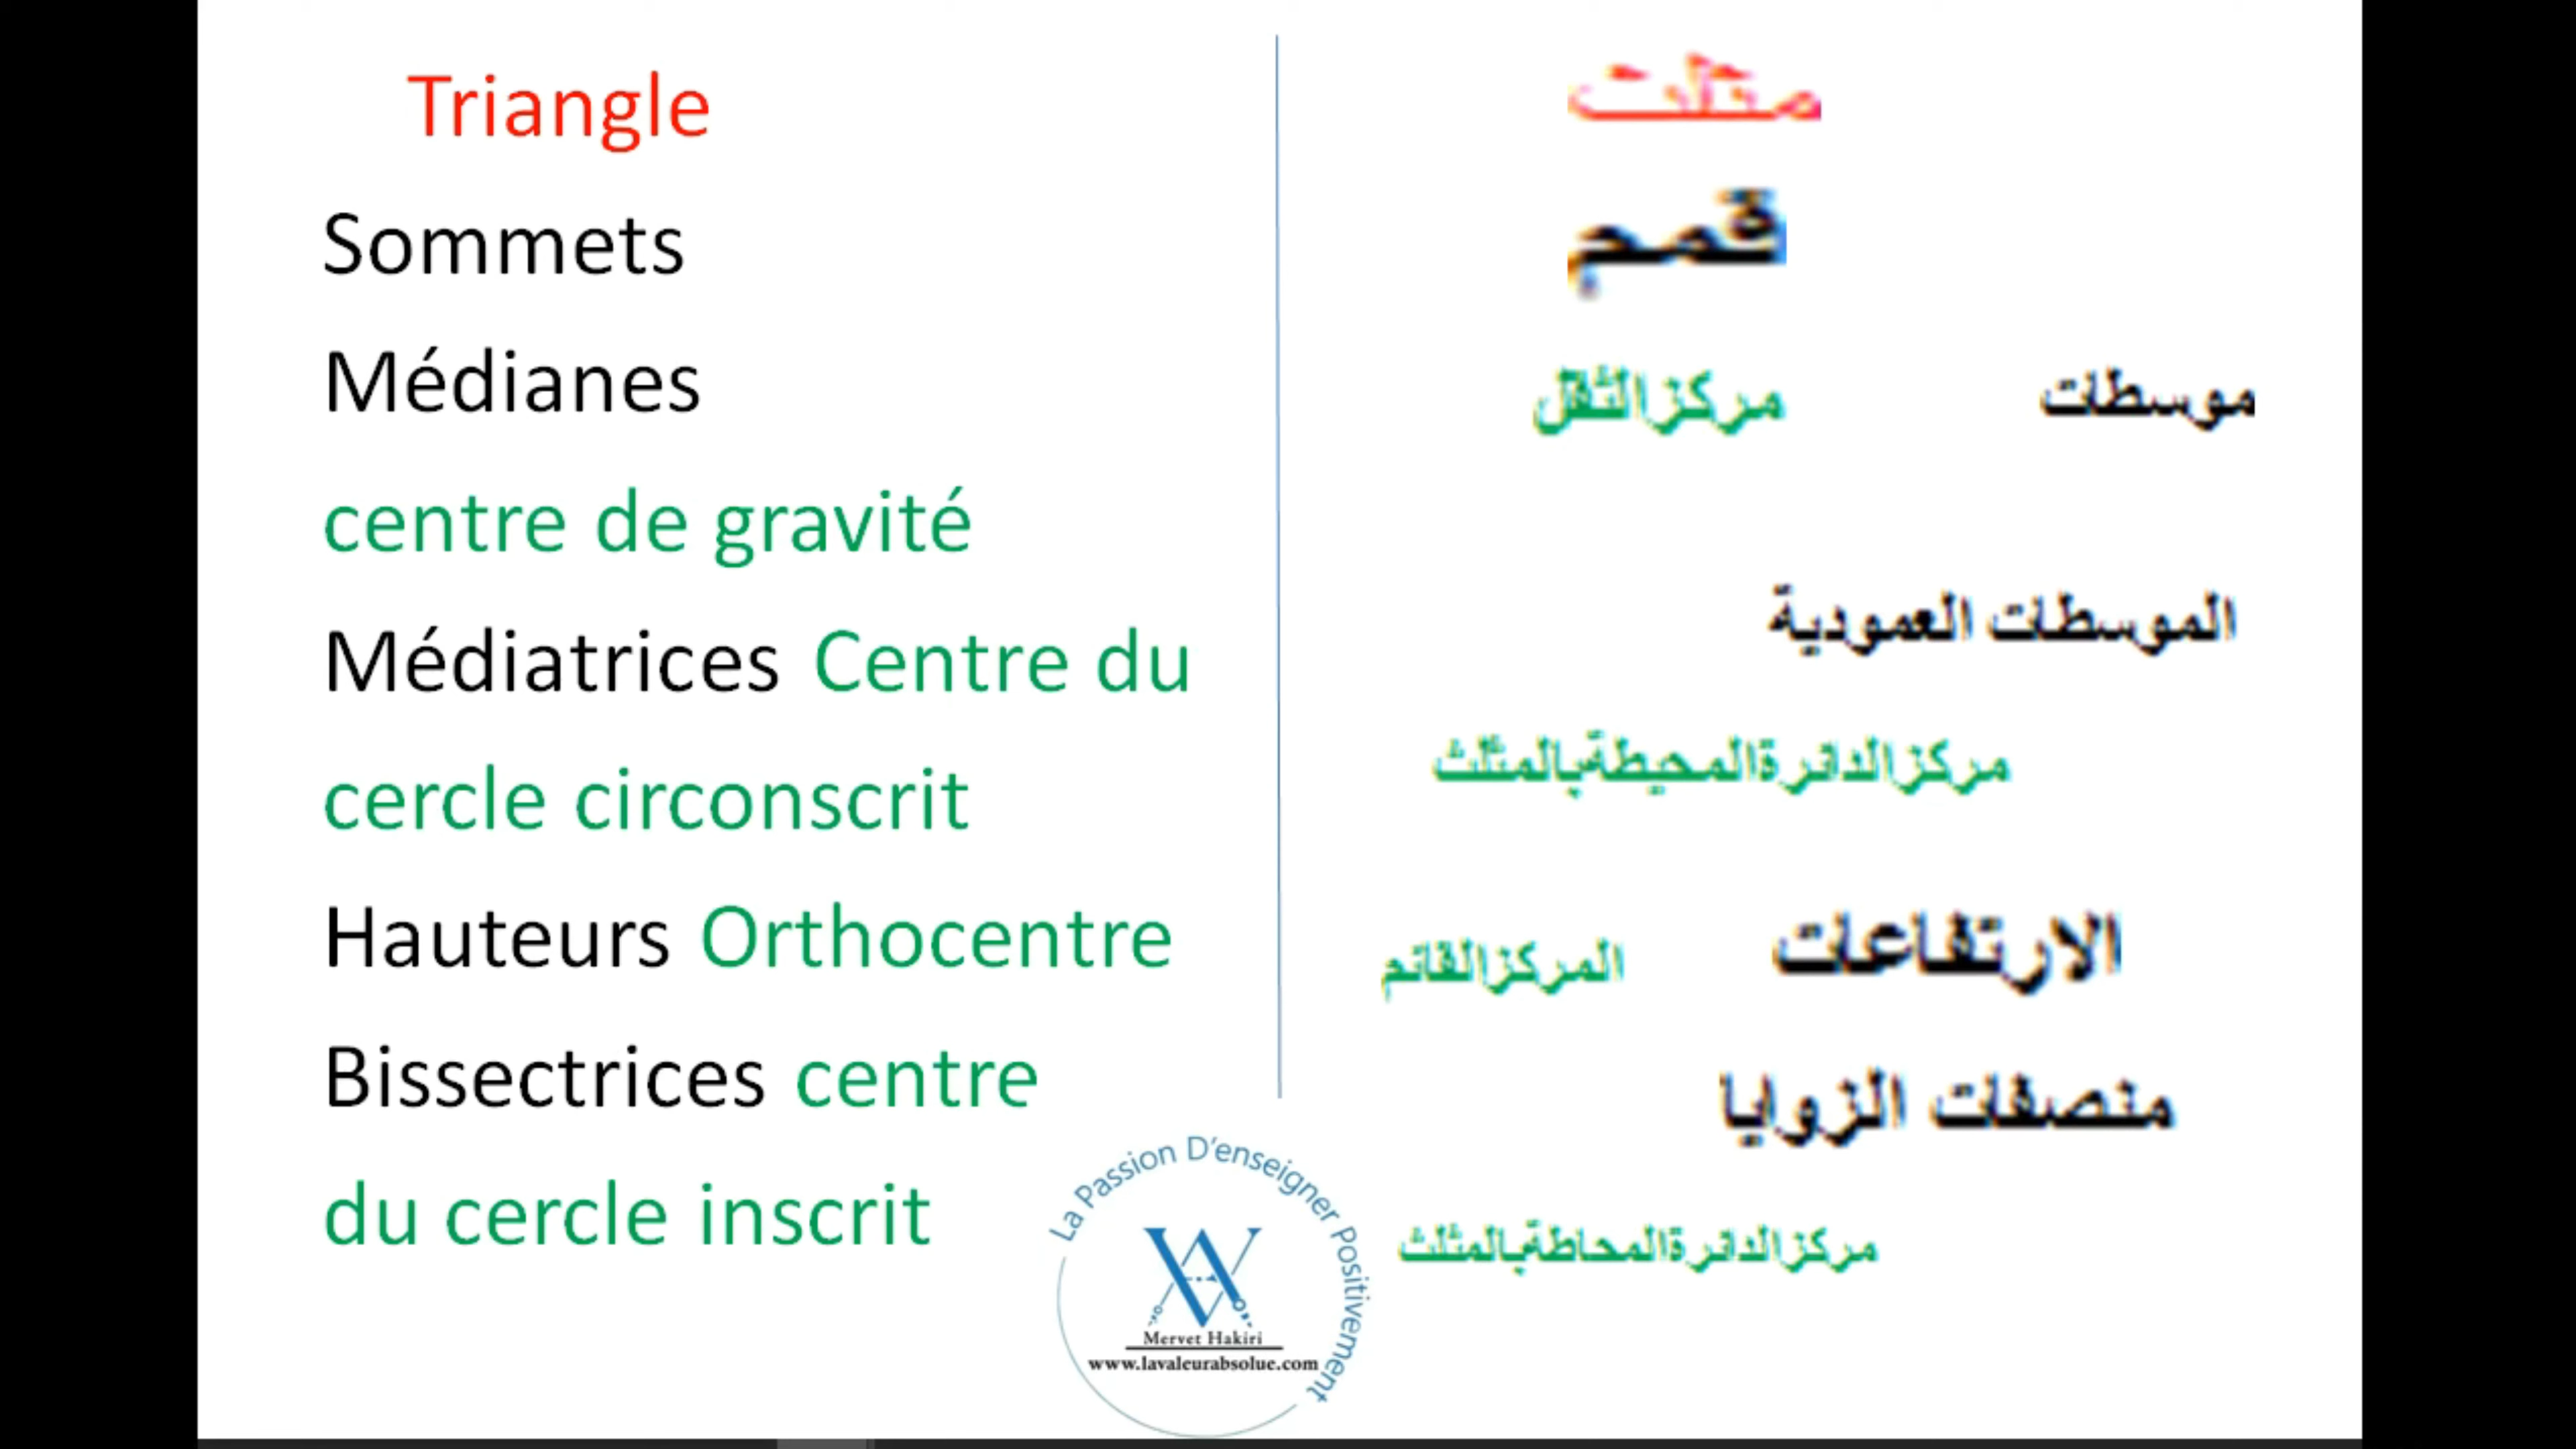 Triangle
Sommets
Médianes
centre de gravité
Médiatrices Centre du
cercle circonscrit
Hauteurs Orthocentre
Bissectrices centre
du cercle inscrit
مثلث
قمم
موسطات مركز الثقل
الموسطات العمودية
مركز الدائرة المحيطة بالمثلث
الارتفاعات المركز القائم
منصفات الزوايا
مركز الدائرة المحاطة بالمثلث
La Passion D'enseigner Positivement
Mervet Hakiri
www.lavaleurabsolue.com